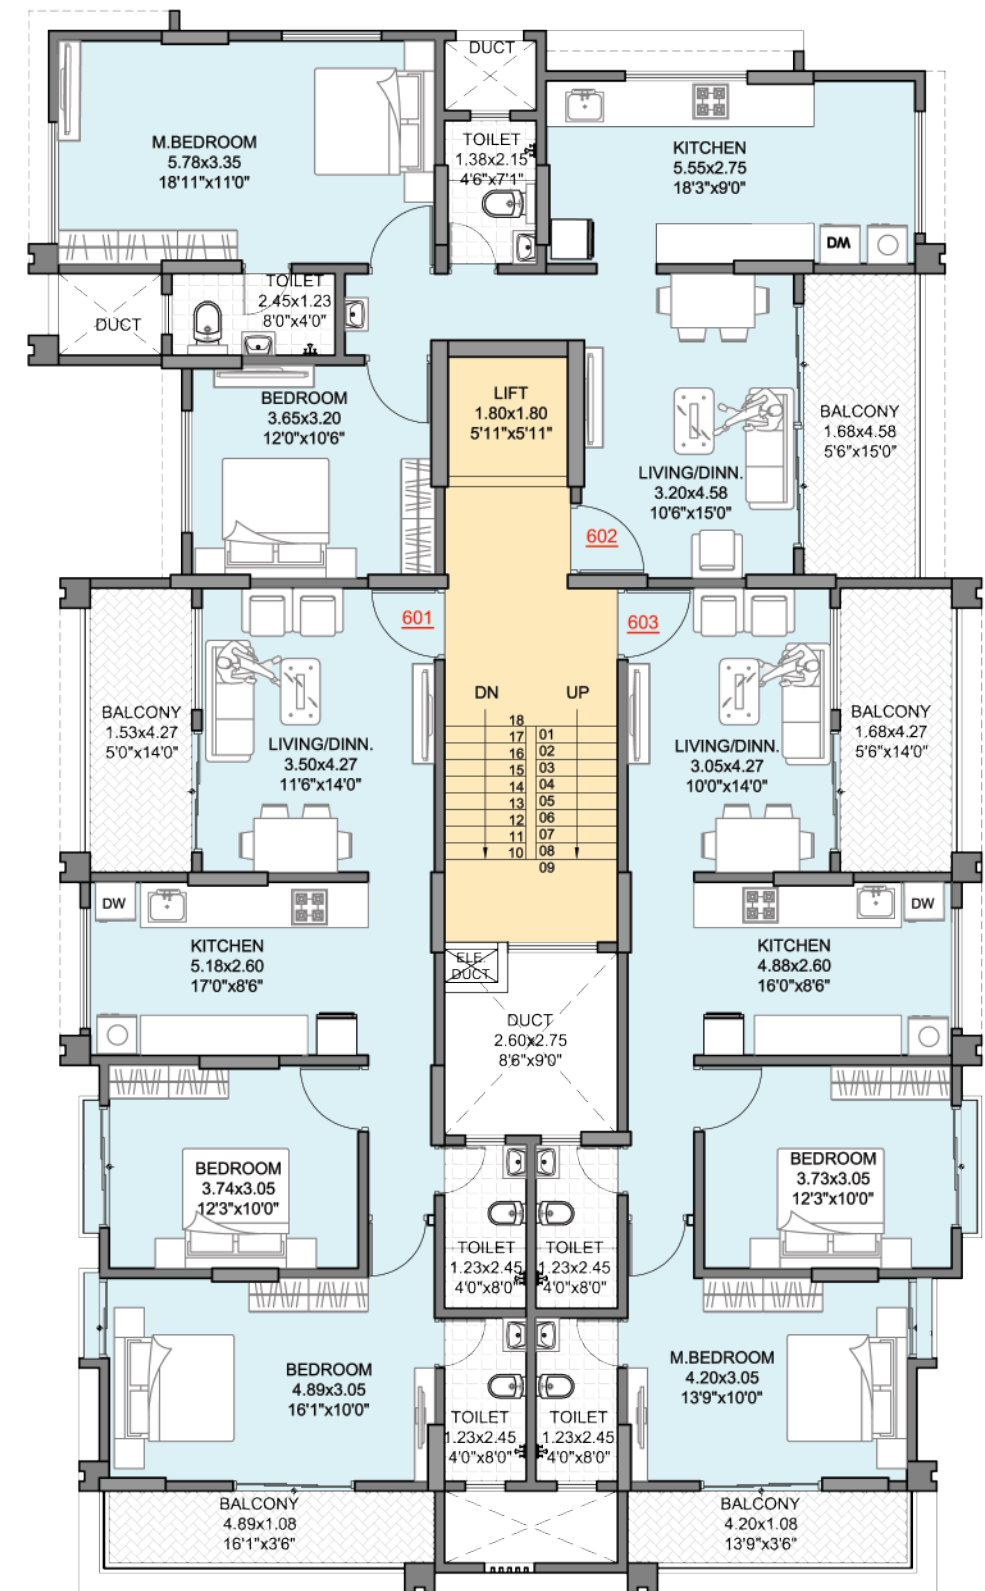 DUCT
M.BEDROOM
5.78x3.35
18'11"x11'0"
TOILET
1.38x2.15
4'6"x7'1"
KITCHEN
5.55x2.75
18'3"x9'0"
DM
DUCT
TOILET
2.45x1.23
8'0"x4'0"
BEDROOM
3.65x3.20
12'0"x10'6"
LIFT
1.80x1.80
5'11"x5'11"
BALCONY
1.68x4.58
5'6"x15'0"
LIVING/DINN.
3.20x4.58
10'6"x15'0"
602
601
603
DN
UP
BALCONY
1.53x4.27
5'0"x14'0"
LIVING/DINN.
3.50x4.27
11'6"x14'0"
18
17
16
15
14
13
12
11
10
01
02
03
04
05
06
07
08
09
LIVING/DINN.
3.05x4.27
10'0"x14'0"
BALCONY
1.68x4.27
5'6"x14'0"
DW
DW
KITCHEN
5.18x2.60
17'0"x8'6"
ELE.
DUCT
KITCHEN
4.88x2.60
16'0"x8'6"
DUCT
2.60x2.75
8'6"x9'0"
BEDROOM
3.74x3.05
12'3"x10'0"
BEDROOM
3.73x3.05
12'3"x10'0"
TOILET
1.23x2.45
4'0"x8'0"
TOILET
1.23x2.45
4'0"x8'0"
BEDROOM
4.89x3.05
16'1"x10'0"
M.BEDROOM
4.20x3.05
13'9"x10'0"
TOILET
1.23x2.45
4'0"x8'0"
TOILET
1.23x2.45
4'0"x8'0"
BALCONY
4.89x1.08
16'1"x3'6"
BALCONY
4.20x1.08
13'9"x3'6"